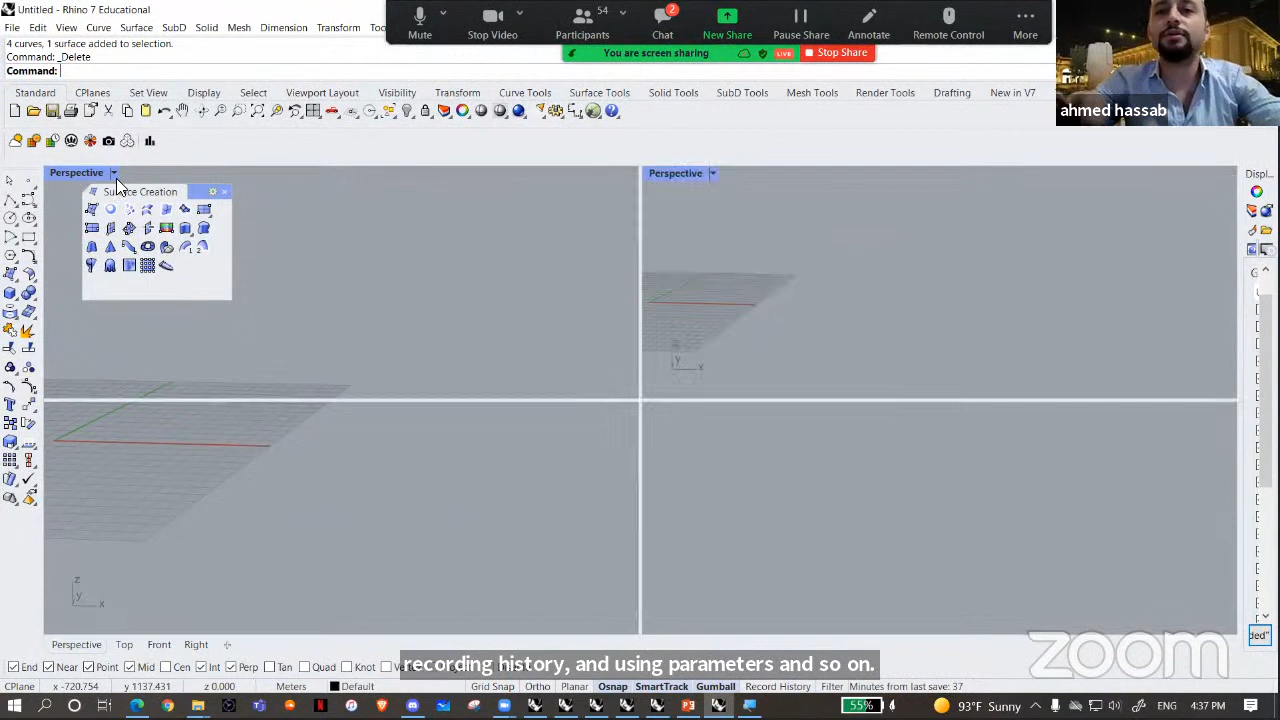 Untitled - Rhino 7 Educational
File Edit View Curve Surface SubD Solid Mesh Dimension Transform Too
4 curves, 1 surface added to selection.
Command: _Delete
Command:
Mute Stop Video Participants 54 Chat 2 New Share Pause Share Annotate Remote Control More
You are screen sharing LIVE Stop Share
ahmed hassab
Standard CPlanes Set View Display Select Viewport Layout Visibility Transform Curve Tools Surface Tools Solid Tools SubD Tools Mesh Tools Render Tools Drafting New in V7
Perspective
Surface Creation
Perspective
Displ...
z
y
x
y
x
Perspective Top Front Right
recording history, and using parameters and so on.
zoom
End Near Point Mid Cen Int Perp Tan Quad Knot
CPlane x -720.754 y 1137.431 z 0.000 Meters Default Grid Snap Ortho Planar Osnap SmartTrack Gumball Record History Filter Minutes from last save: 37
55% 93°F Sunny ENG 4:37 PM